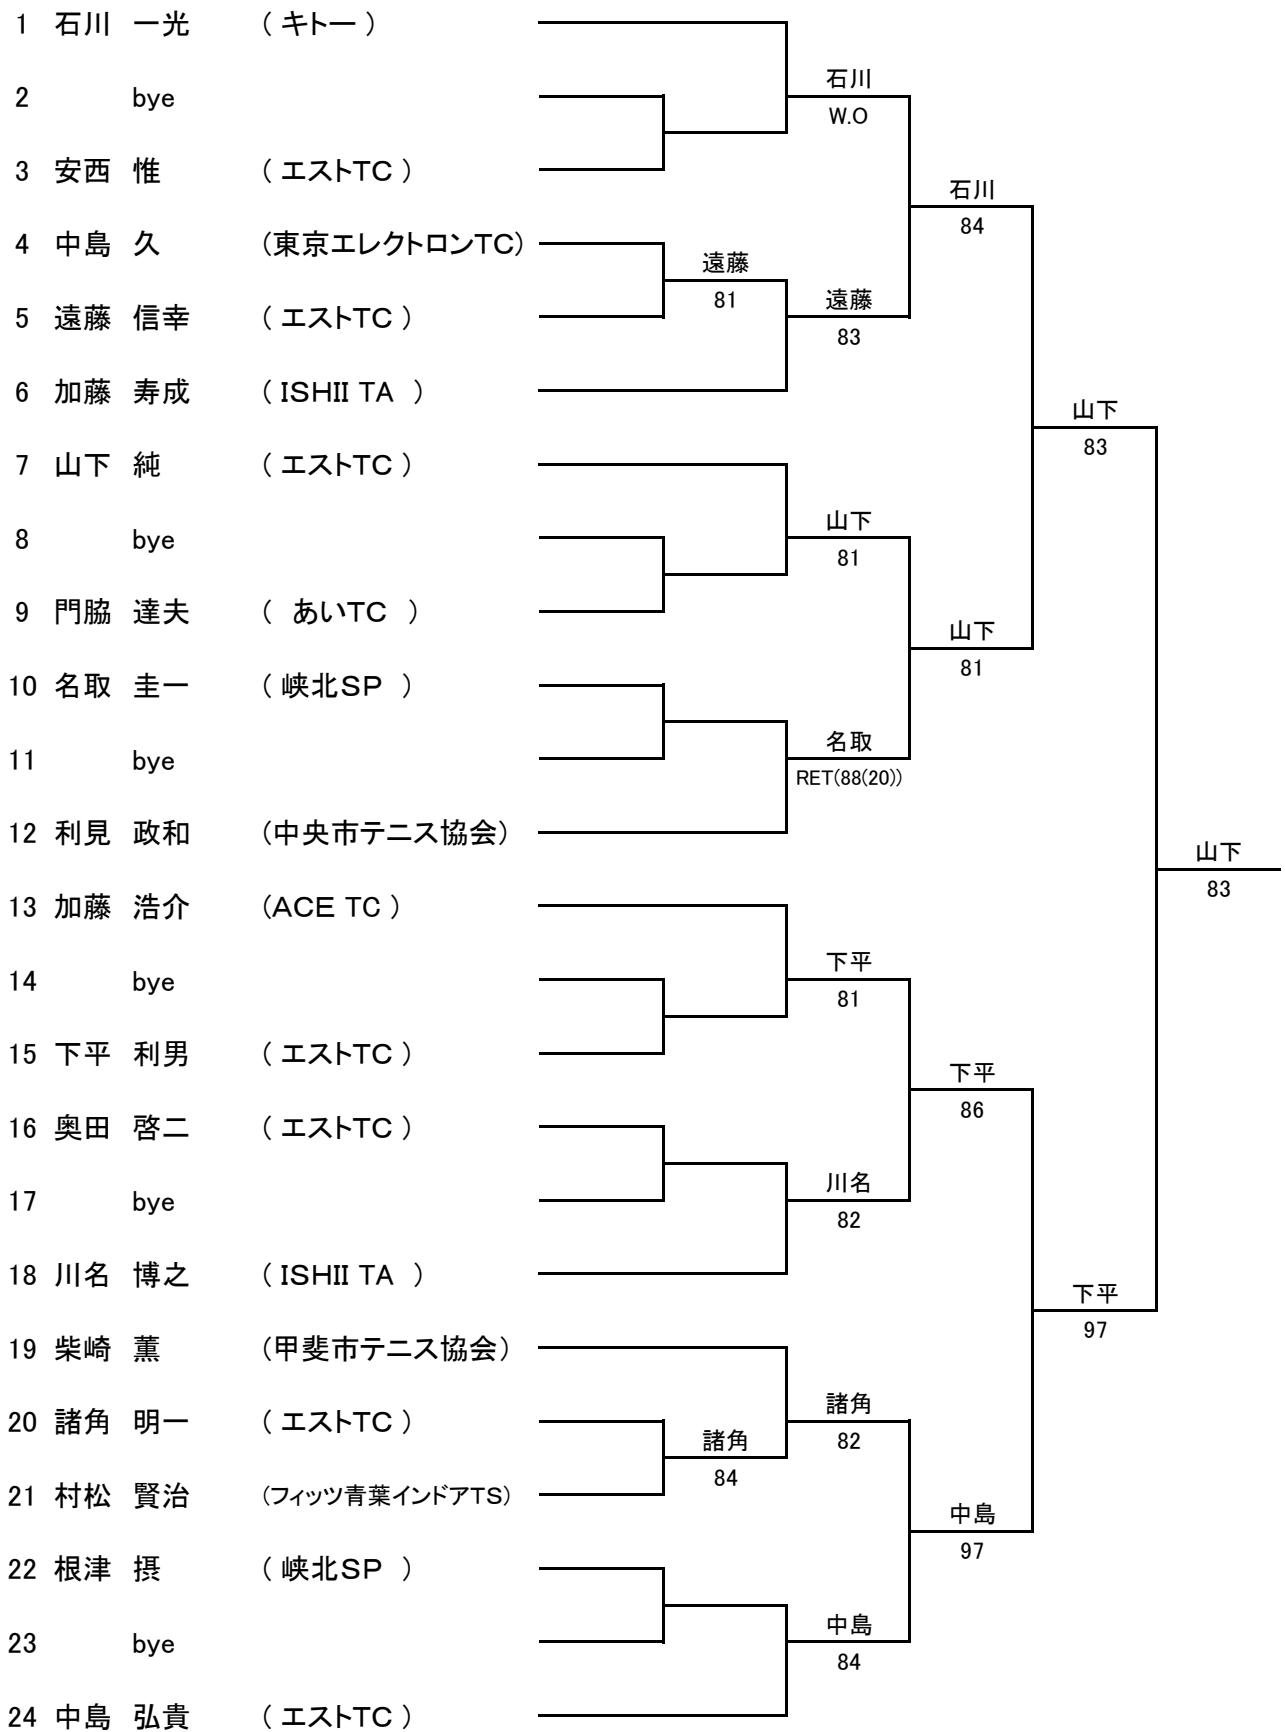 1 石川 一光 ( キトー )
2 bye
3 安西 惟 ( エストTC )
4 中島 久 (東京エレクトロンTC)
5 遠藤 信幸 ( エストTC )
6 加藤 寿成 ( ISHII TA )
7 山下 純 ( エストTC )
8 bye
9 門脇 達夫 ( あいTC )
10 名取 圭一 ( 峡北SP )
11 bye
12 利見 政和 (中央市テニス協会)
13 加藤 浩介 (ACE TC )
14 bye
15 下平 利男 ( エストTC )
16 奥田 啓二 ( エストTC )
17 bye
18 川名 博之 ( ISHII TA )
19 柴崎 薫 (甲斐市テニス協会)
20 諸角 明一 ( エストTC )
21 村松 賢治 (フィッツ青葉インドアTS)
22 根津 摂 ( 峡北SP )
23 bye
24 中島 弘貴 ( エストTC )
遠藤
81
諸角
84
石川
W.O
遠藤
83
山下
81
名取
RET(88(20))
下平
81
川名
82
諸角
82
中島
84
石川
84
山下
81
下平
86
中島
97
山下
83
下平
97
山下
83